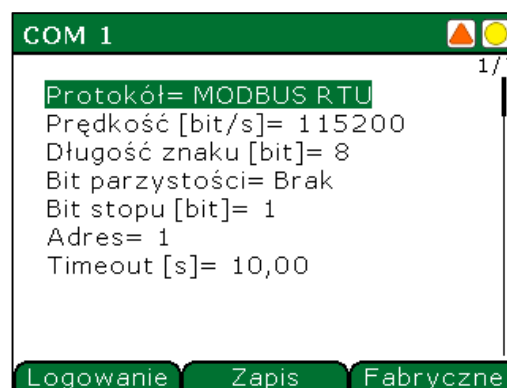 COM 1
1/
Protokół= MODBUS RTU
Prędkość [bit/s]= 115200
Długość znaku [bit]= 8
Bit parzystości= Brak
Bit stopu [bit]= 1
Adres= 1
Timeout [s]= 10,00
Logowanie Zapis Fabryczne